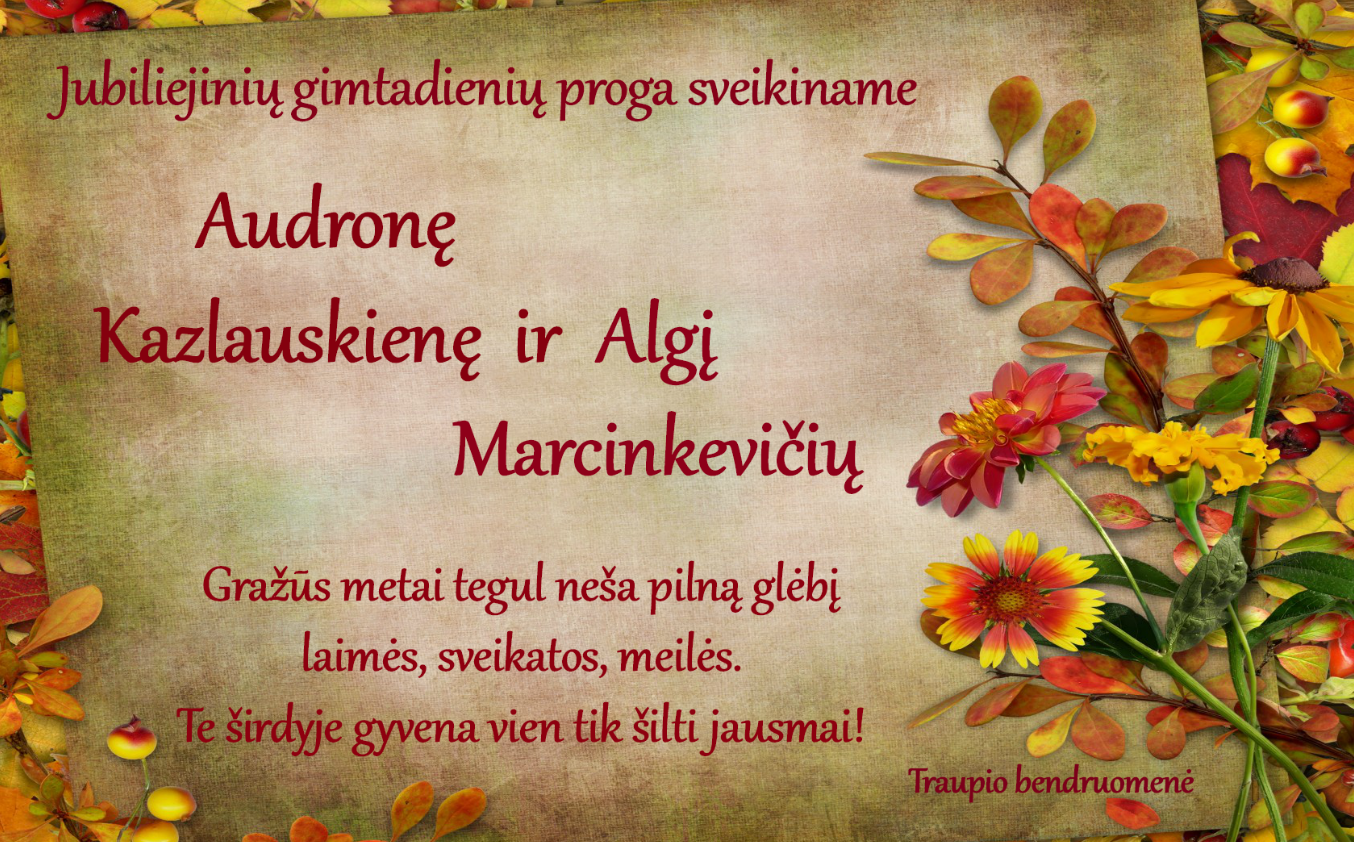 Jubiliejinių gimtadienių proga sveikiname
Audronę
Kazlauskienę ir Algį
Marcinkevičių
Gražūs metai tegul neša pilną glėbį
laimės, sveikatos, meilės.
Te širdyje gyvena vien tik šilti jausmai!
Traupio bendruomenė